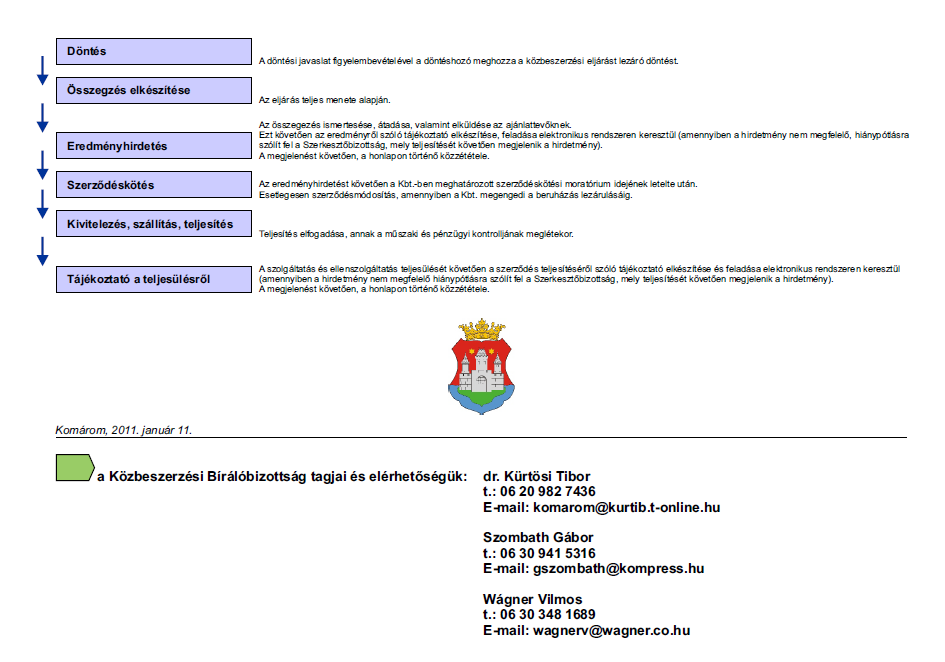 Döntés
A döntési javaslat figyelembevételével a döntéshozó meghozza a közbeszerzési eljárást lezáró döntést.
Összegzés elkészítése
Az eljárás teljes menete alapján.
Az összegezés ismertesése, átadása, valamint elküldése az ajánlattevőknek.
Ezt követően az eredményről szóló tájékoztató elkészítése, feladása elektronikus rendszeren keresztül (amennyiben a hirdetmény nem megfelelő, hiánypótlásra
szólít fel a Szerkesztőbizottság, mely teljesítését követően megjelenik a hirdetmény).
A megjelenést követően, a honlapon történő közzététele.
Eredményhirdetés
Szerződéskötés
Az eredményhirdetést követően a Kbt.-ben meghatározott szerződéskötési moratórium idejének letelte után.
Esetlegesen szerződésmódosítás, amennyiben a Kbt. megengedi a beruházás lezárulásáig.
Kivitelezés, szállítás, teljesítés
Teljesítés elfogadása, annak a műszaki és pénzügyi kontrolljának meglétekor.
Tájékoztató a teljesülésről
A szolgáltatás és ellenszolgáltatás teljesülését követően a szerződés teljesítéséről szóló tájékoztató elkészítése és feladása elektronikus rendszeren keresztül
(amennyiben a hirdetmény nem megfelelő hiánypótlásra szólít fel a Szerkesztőbizottság, mely teljesítését követően megjelenik a hirdetmény).
A megjelenést követően, a honlapon történő közzététele.
Komárom, 2011. január 11.
a Közbeszerzési Bírálóbizottság tagjai és elérhetőségük:
dr. Kürtösi Tibor
t.: 06 20 982 7436
E-mail: komarom@kurtib.t-online.hu
Szombath Gábor
t.: 06 30 941 5316
E-mail: gszombath@kompress.hu
Wágner Vilmos
t.: 06 30 348 1689
E-mail: wagnerv@wagner.co.hu